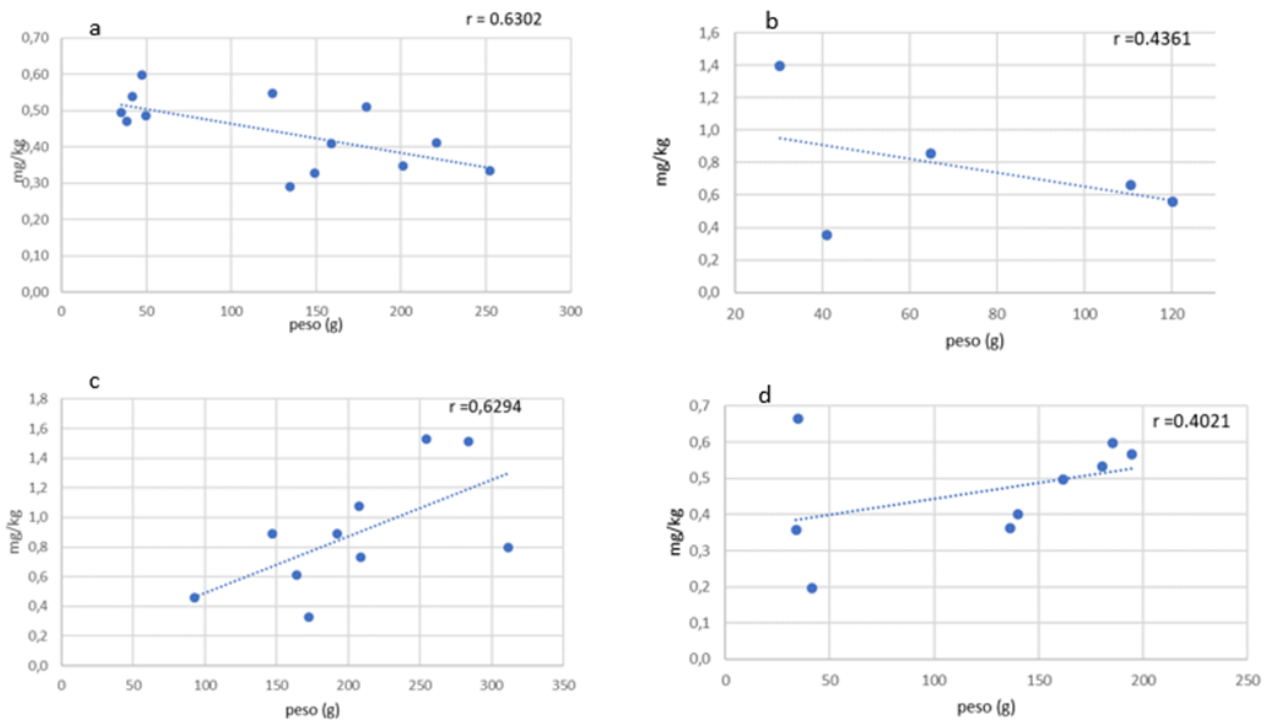 a
r = 0.6302
0,70
0,60
0,50
0,40
0,30
0,20
0,10
0,00
mg/kg
0 50 100 150 200 250 300
peso (g)
b
r =0.4361
1,6
1,4
1,2
1,0
0,8
0,6
0,4
0,2
0,0
mg/kg
20 40 60 80 100 120
peso (g)
c
r =0,6294
1,8
1,6
1,4
1,2
1,0
0,8
0,6
0,4
0,2
0,0
mg/kg
0 50 100 150 200 250 300 350
peso (g)
d
r =0.4021
0,7
0,6
0,5
0,4
0,3
0,2
0,1
0,0
mg/kg
0 50 100 150 200 250
peso (g)